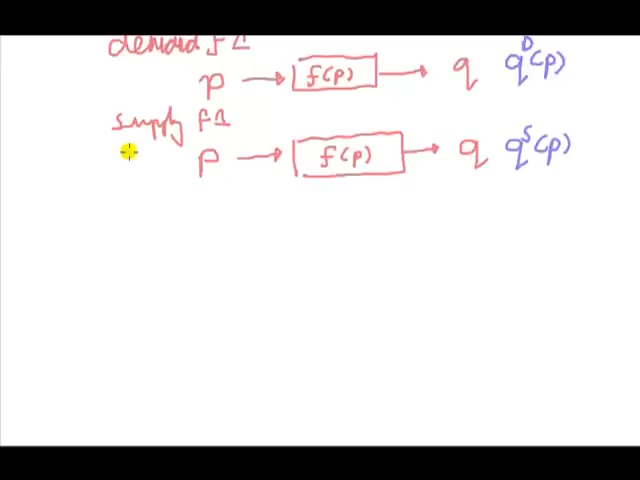 demand fn
p → f(p) → q q^D(p)
supply fn
p → f(p) → q q^S(p)